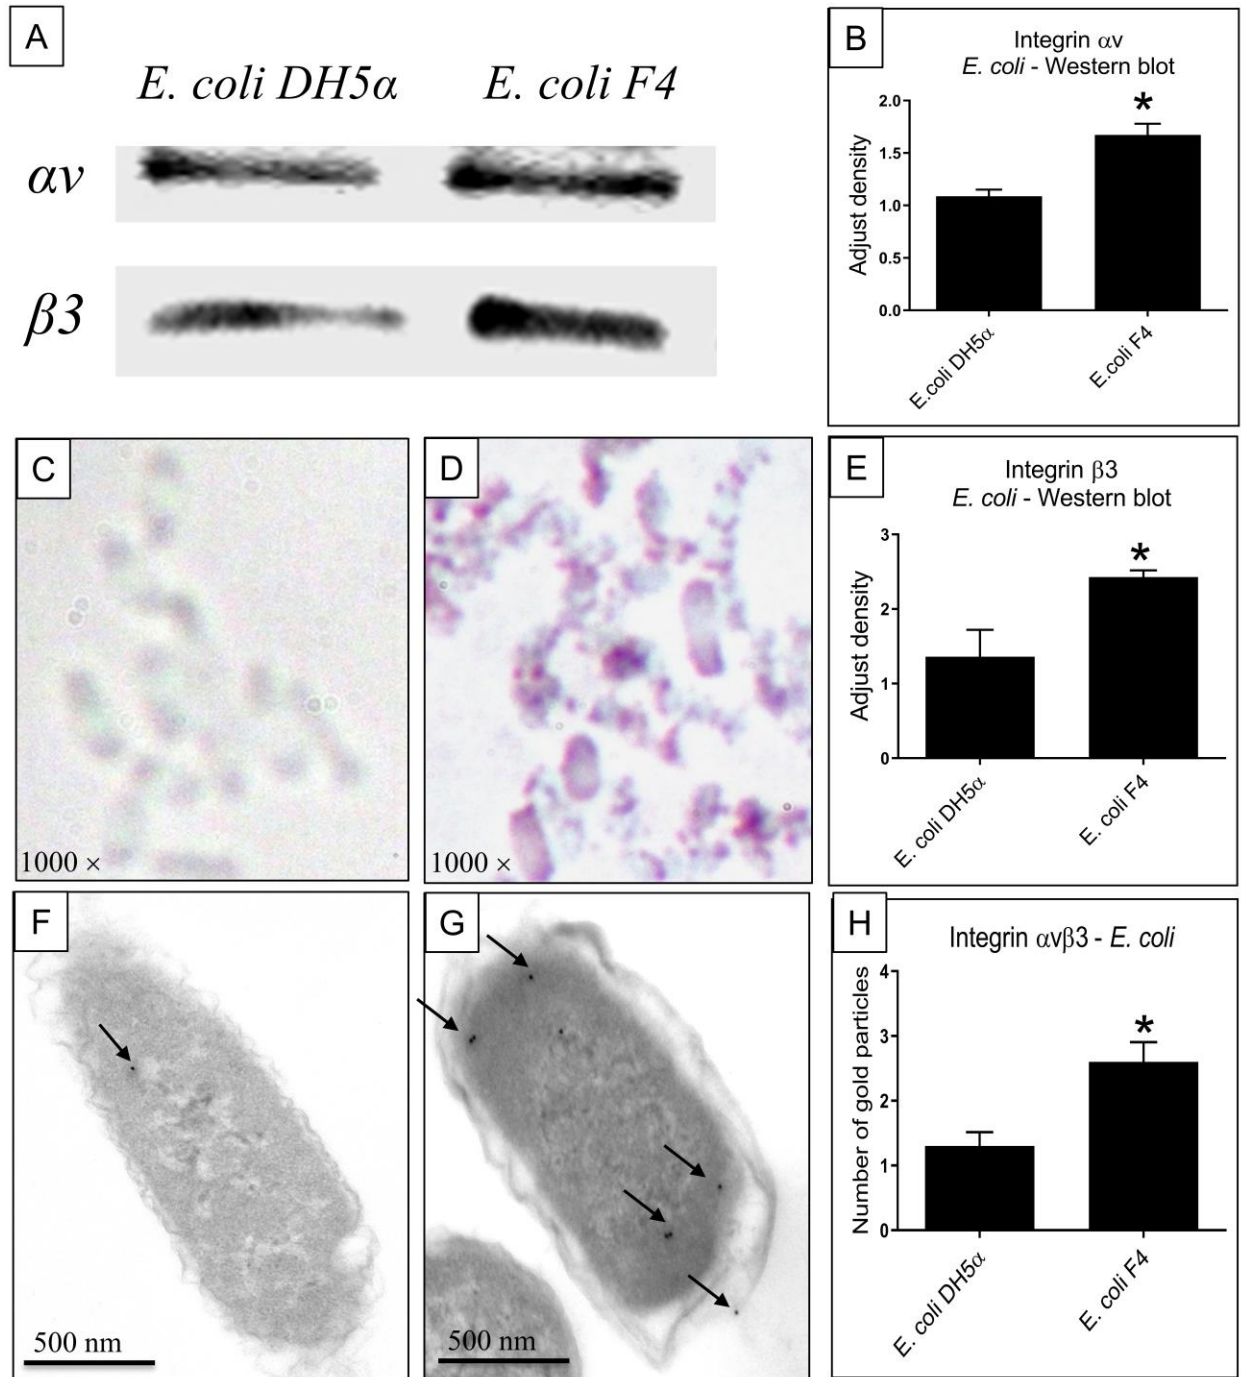 A
E. coli DH5α E. coli F4
αv
β3
B
Integrin αv
E. coli - Western blot
Adjust density
2.0
*
1.5
1.0
0.5
0.0
E.coli DH5α
E.coli F4
C
1000 ×
D
1000 ×
E
Integrin β3
E. coli - Western blot
Adjust density
3
*
2
1
0
E. coli DH5α
E. coli F4
F
500 nm
G
500 nm
H
Integrin αvβ3 - E. coli
Number of gold particles
4
*
3
2
1
0
E. coli DH5α
E. coli F4